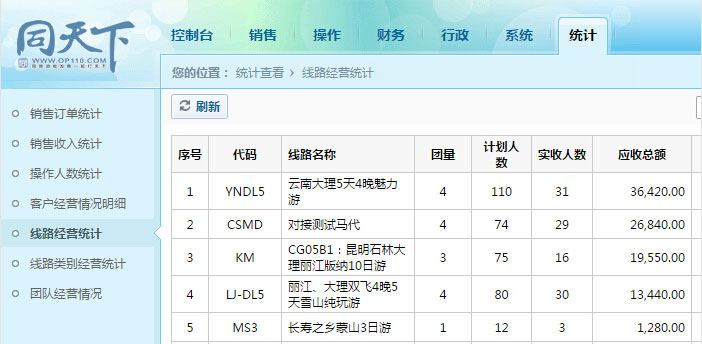 同天下
WWW.OP110.COM
控制台 销售 操作 财务 行政 系统 统计
您的位置： 统计查看 › 线路经营统计
刷新
销售订单统计
销售收入统计
操作人数统计
客户经营情况明细
线路经营统计
线路类别经营统计
团队经营情况
序号 代码 线路名称 团量 计划人数 实收人数 应收总额
1 YNDL5 云南大理5天4晚魅力游 4 110 31 36,420.00
2 CSMD 对接测试马代 4 74 29 26,840.00
3 KM CG05B1：昆明石林大理丽江版纳10日游 3 75 16 19,550.00
4 LJ-DL5 丽江、大理双飞4晚5天雪山纯玩游 4 80 30 13,440.00
5 MS3 长寿之乡蒙山3日游 1 12 3 1,280.00